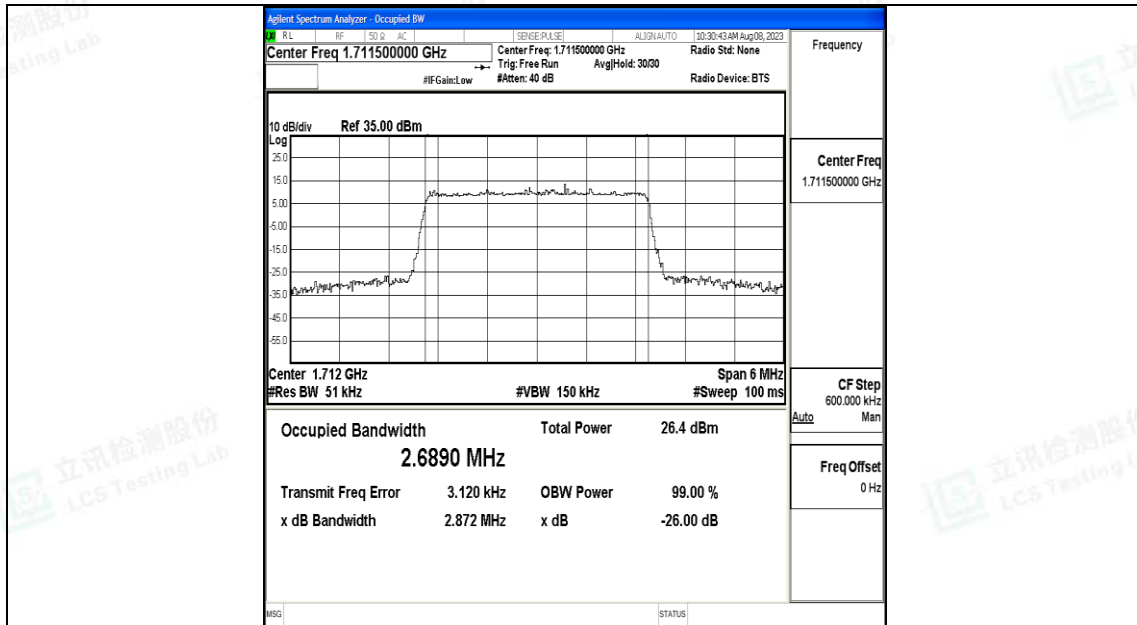 Agilent Spectrum Analyzer - Occupied BW
LXI RL RF 50 Ω AC SENSE:PULSE ALIGN AUTO 10:30:43 AM Aug 08, 2023
Center Freq 1.711500000 GHz
Center Freq: 1.711500000 GHz
Radio Std: None
Trig: Free Run Avg|Hold: 30/30
#IFGain:Low
#Atten: 40 dB
Radio Device: BTS
Frequency
10 dB/div Ref 35.00 dBm
Log
25.0
15.0
5.00
-5.00
-15.0
-25.0
-35.0
-45.0
-55.0
Center Freq
1.711500000 GHz
Center 1.712 GHz Span 6 MHz
#Res BW 51 kHz #VBW 150 kHz #Sweep 100 ms
CF Step
600.000 kHz
Auto Man
Occupied Bandwidth Total Power 26.4 dBm
2.6890 MHz
Transmit Freq Error 3.120 kHz OBW Power 99.00 %
x dB Bandwidth 2.872 MHz x dB -26.00 dB
Freq Offset
0 Hz
MSG STATUS
立讯检测股份
LCS Testing Lab